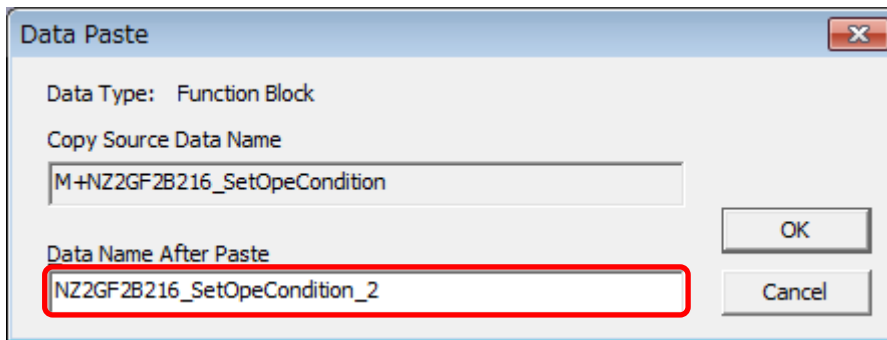 Data Paste
Data Type: Function Block
Copy Source Data Name
M+NZ2GF2B216_SetOpeCondition
OK
Data Name After Paste
NZ2GF2B216_SetOpeCondition_2
Cancel